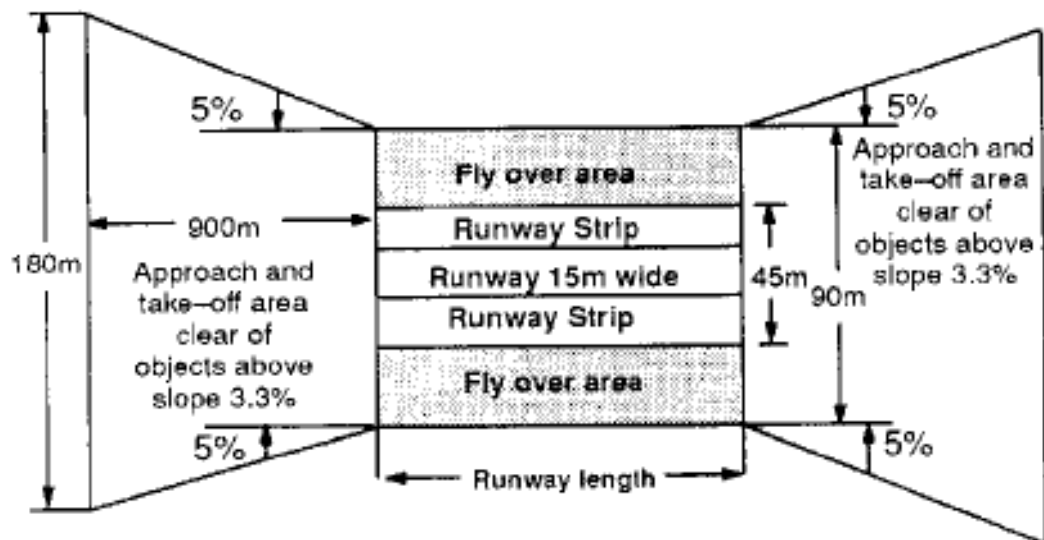 5%
5%
Fly over area
Approach and
take-off area
clear of
objects above
slope 3.3%
900m
Runway Strip
180m
Runway 15m wide
45m
90m
Approach and
take-off area
clear of
objects above
slope 3.3%
Runway Strip
Fly over area
5%
5%
Runway length